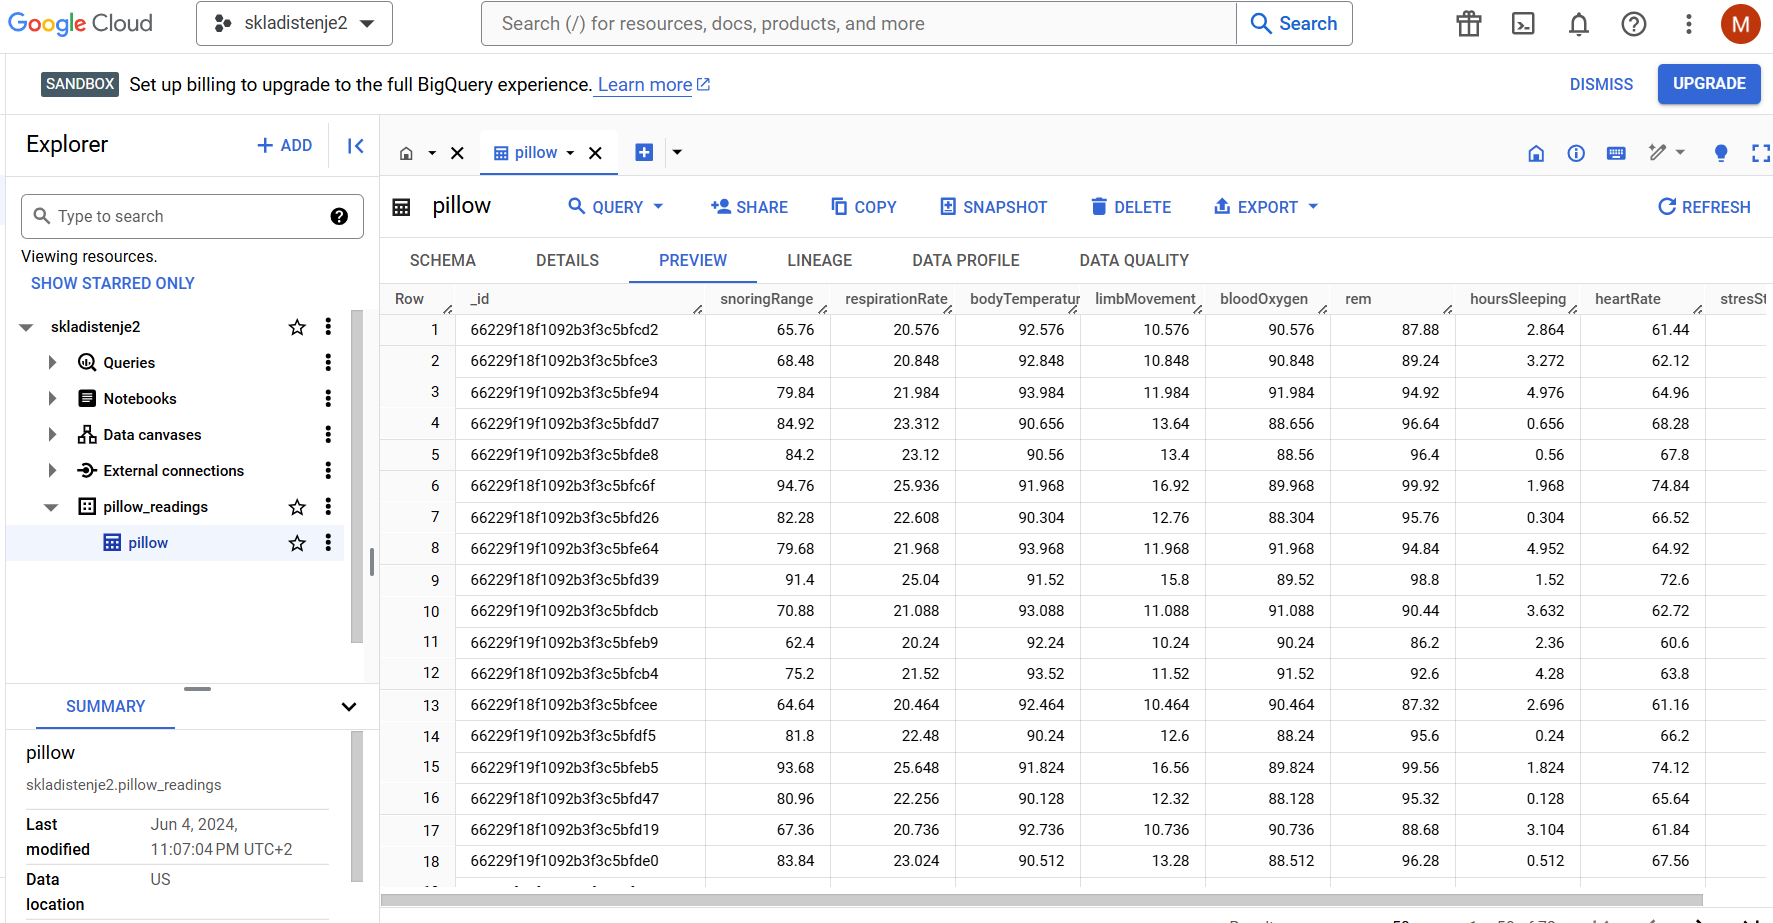 Google Cloud skladistenje2 Search (/) for resources, docs, products, and more Search M
SANDBOX Set up billing to upgrade to the full BigQuery experience. Learn more DISMISS UPGRADE
Explorer + ADD
pillow
Type to search
Viewing resources.
SHOW STARRED ONLY
skladistenje2
Queries
Notebooks
Data canvases
External connections
pillow_readings
pillow
SUMMARY
pillow
skladistenje2.pillow_readings
Last modified Jun 4, 2024, 11:07:04 PM UTC+2
Data location US
pillow QUERY SHARE COPY SNAPSHOT DELETE EXPORT REFRESH
SCHEMA DETAILS PREVIEW LINEAGE DATA PROFILE DATA QUALITY
Row _id snoringRange respirationRate bodyTemperatur limbMovement bloodOxygen rem hoursSleeping heartRate stresSt
1 66229f18f1092b3f3c5bfcd2 65.76 20.576 92.576 10.576 90.576 87.88 2.864 61.44
2 66229f18f1092b3f3c5bfce3 68.48 20.848 92.848 10.848 90.848 89.24 3.272 62.12
3 66229f19f1092b3f3c5bfe94 79.84 21.984 93.984 11.984 91.984 94.92 4.976 64.96
4 66229f18f1092b3f3c5bfdd7 84.92 23.312 90.656 13.64 88.656 96.64 0.656 68.28
5 66229f19f1092b3f3c5bfde8 84.2 23.12 90.56 13.4 88.56 96.4 0.56 67.8
6 66229f18f1092b3f3c5bfc6f 94.76 25.936 91.968 16.92 89.968 99.92 1.968 74.84
7 66229f18f1092b3f3c5bfd26 82.28 22.608 90.304 12.76 88.304 95.76 0.304 66.52
8 66229f19f1092b3f3c5bfe64 79.68 21.968 93.968 11.968 91.968 94.84 4.952 64.92
9 66229f18f1092b3f3c5bfd39 91.4 25.04 91.52 15.8 89.52 98.8 1.52 72.6
10 66229f19f1092b3f3c5bfdcb 70.88 21.088 93.088 11.088 91.088 90.44 3.632 62.72
11 66229f19f1092b3f3c5bfeb9 62.4 20.24 92.24 10.24 90.24 86.2 2.36 60.6
12 66229f18f1092b3f3c5bfcb4 75.2 21.52 93.52 11.52 91.52 92.6 4.28 63.8
13 66229f18f1092b3f3c5bfcee 64.64 20.464 92.464 10.464 90.464 87.32 2.696 61.16
14 66229f19f1092b3f3c5bfdf5 81.8 22.48 90.24 12.6 88.24 95.6 0.24 66.2
15 66229f19f1092b3f3c5bfeb5 93.68 25.648 91.824 16.56 89.824 99.56 1.824 74.12
16 66229f18f1092b3f3c5bfd47 80.96 22.256 90.128 12.32 88.128 95.32 0.128 65.64
17 66229f18f1092b3f3c5bfd19 67.36 20.736 92.736 10.736 90.736 88.68 3.104 61.84
18 66229f19f1092b3f3c5bfde0 83.84 23.024 90.512 13.28 88.512 96.28 0.512 67.56